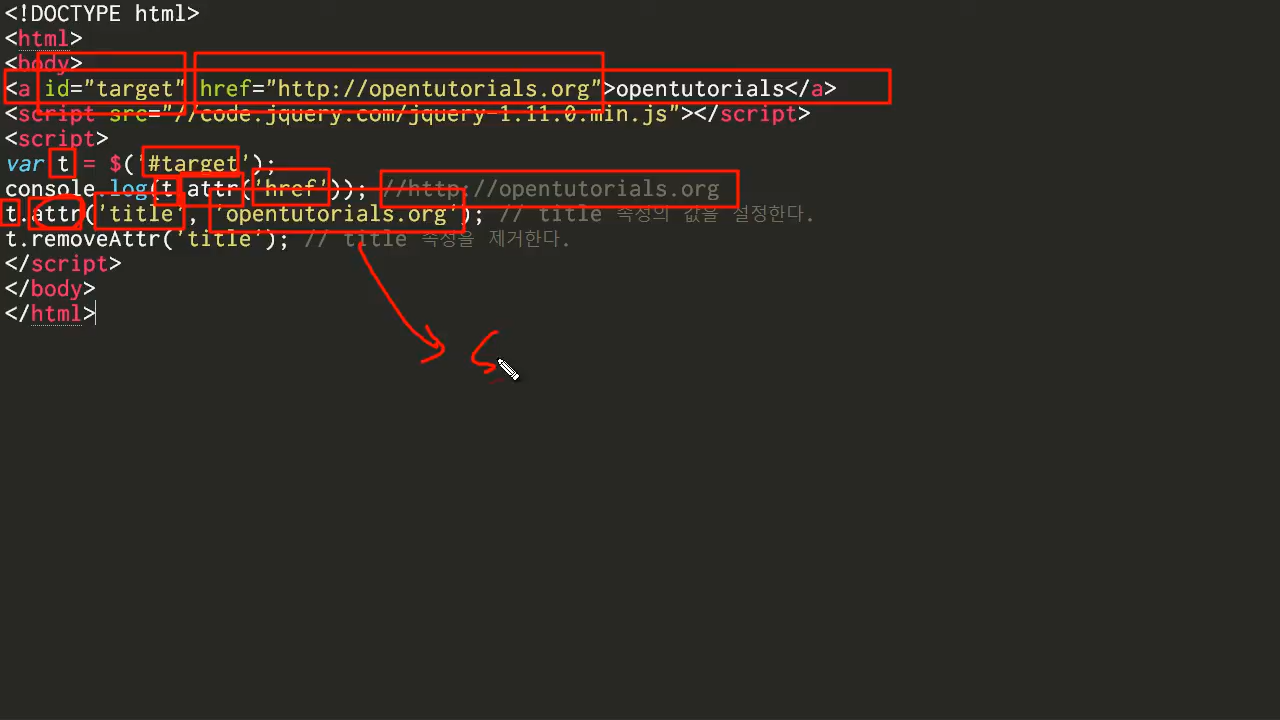 <!DOCTYPE html>
<html>
<body>
<a id="target" href="http://opentutorials.org">opentutorials</a>
<script src="//code.jquery.com/jquery-1.11.0.min.js"></script>
<script>
var t = $('#target');
console.log(t.attr('href')); //http://opentutorials.org
t.attr('title', 'opentutorials.org'); // title 속성의 값을 설정한다.
t.removeAttr('title'); // title 속성을 제거한다.
</script>
</body>
</html>